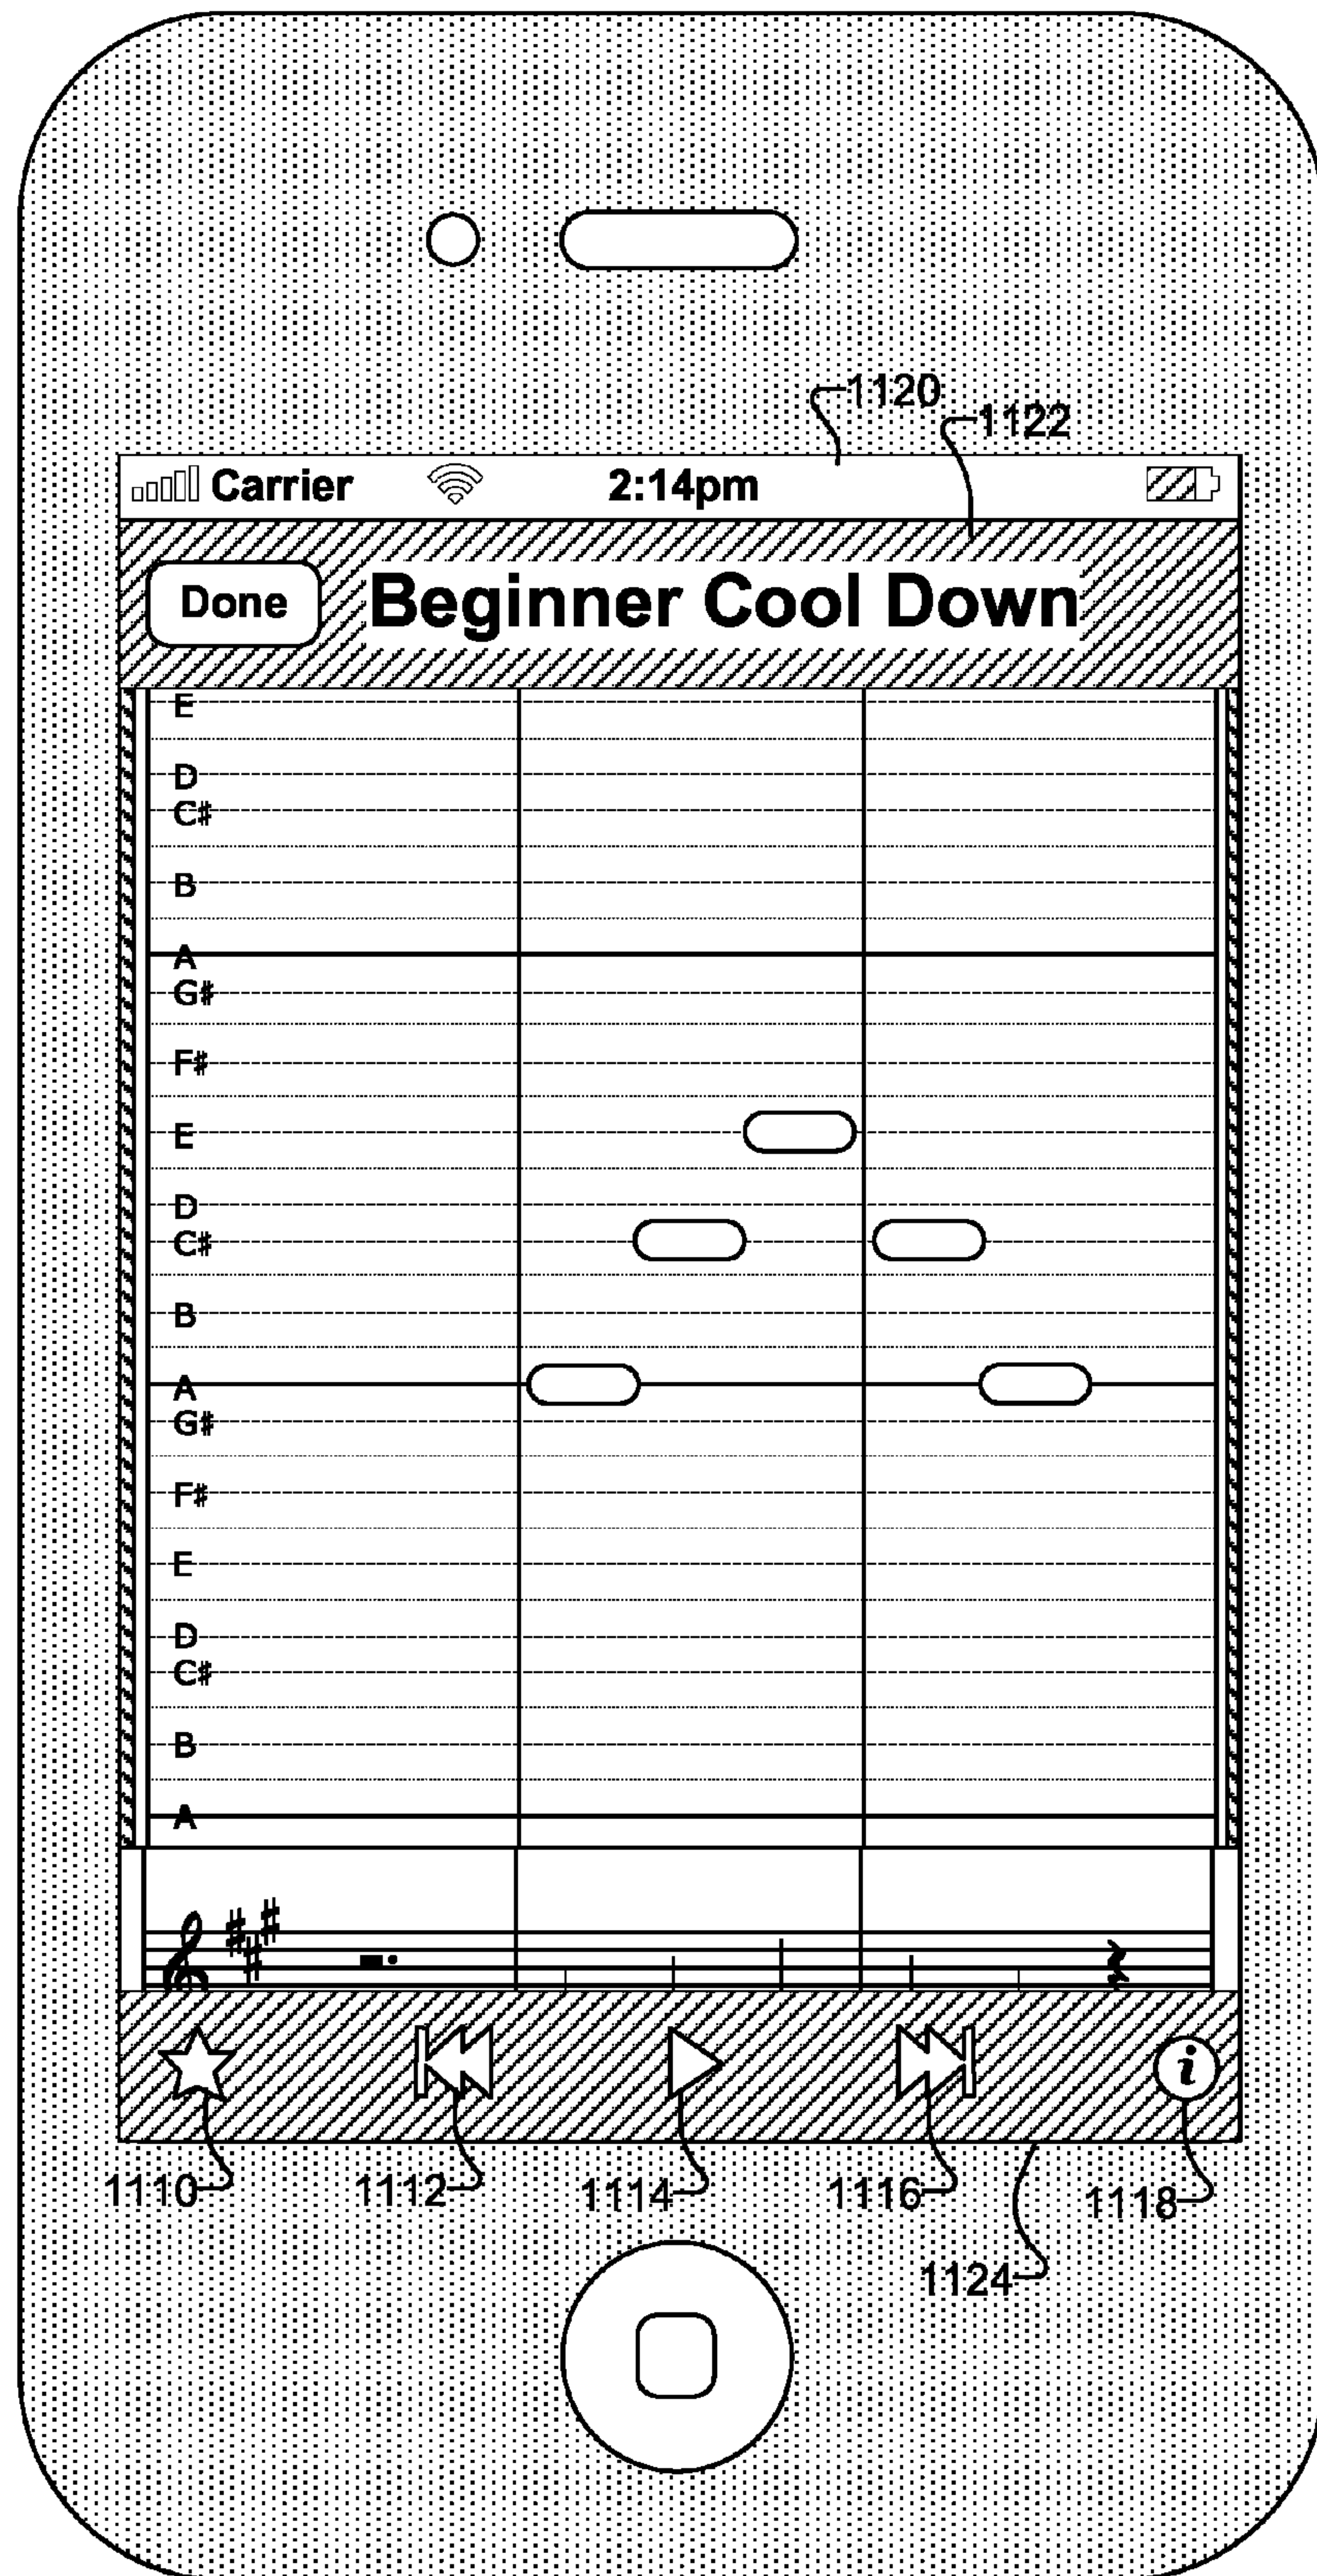 1120
1122
Carrier 2:14pm
Done Beginner Cool Down
E
D
C#
B
A
G#
F#
E
D
C#
B
A
G#
F#
E
D
C#
B
A
i
1110 1112 1114 1116 1118
1124